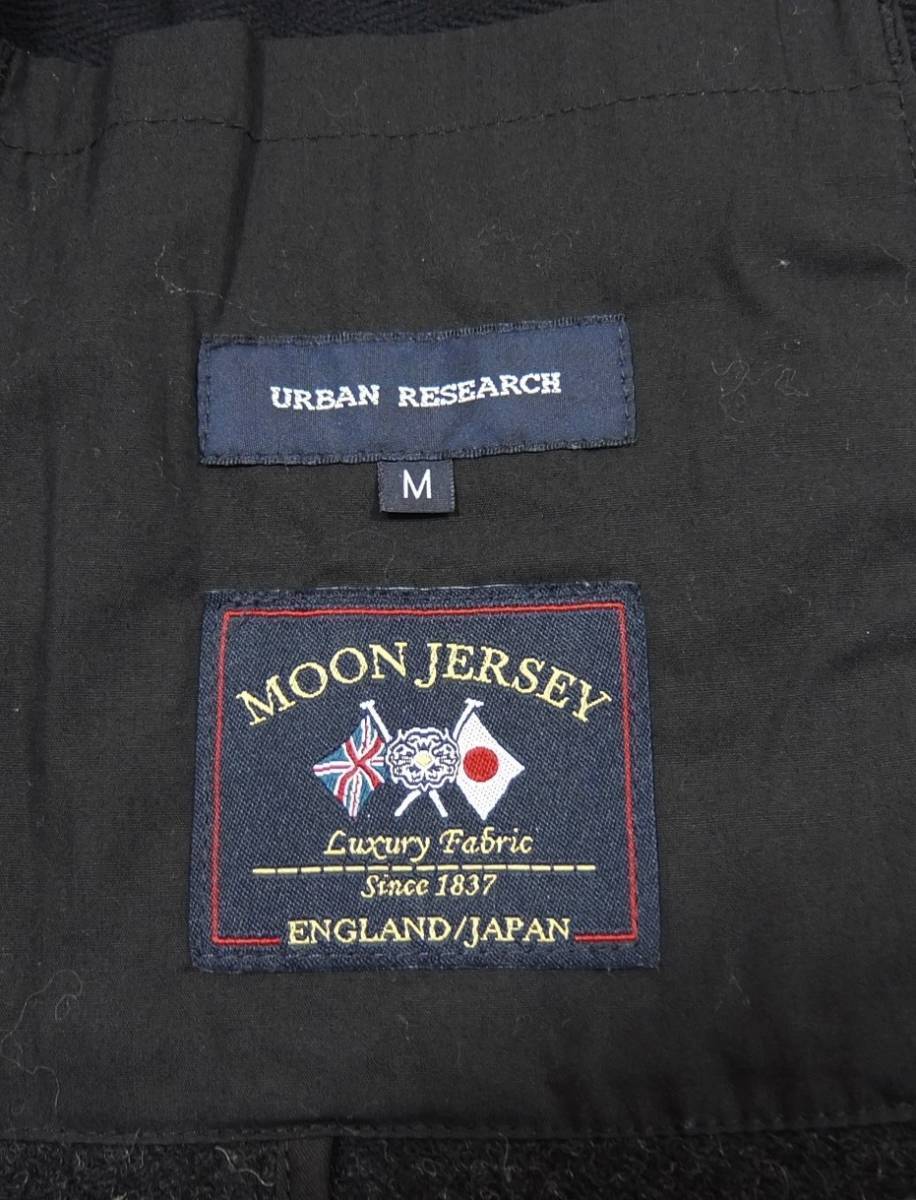 URBAN RESEARCH
M
MOON JERSEY
Luxury Fabric
Since 1837
ENGLAND/JAPAN